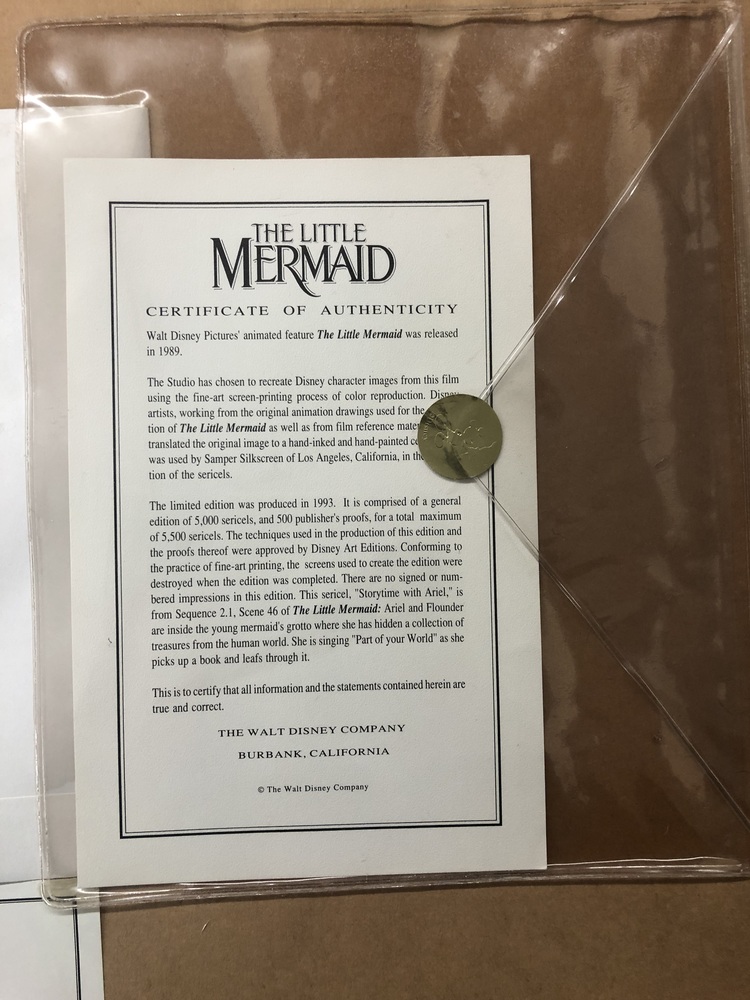 THE LITTLE
MERMAID
CERTIFICATE OF AUTHENTICITY
Walt Disney Pictures' animated feature The Little Mermaid was released
in 1989.
The Studio has chosen to recreate Disney character images from this film
using the fine-art screen-printing process of color reproduction. Disney
artists, working from the original animation drawings used for the
tion of The Little Mermaid as well as from film reference
translated the original image to a hand-inked and hand-painted
was used by Samper Silkscreen of Los Angeles, California, in
tion of the sericels.
The limited edition was produced in 1993. It is comprised of a general
edition of 5,000 sericels, and 500 publisher's proofs, for a total maximum
of 5,500 sericels. The techniques used in the production of this edition and
the proofs thereof were approved by Disney Art Editions. Conforming to
the practice of fine-art printing, the screens used to create the edition were
destroyed when the edition was completed. There are no signed or num-
bered impressions in this edition. This sericel, "Storytime with Ariel," is
from Sequence 2.1, Scene 46 of The Little Mermaid: Ariel and Flounder
are inside the young mermaid's grotto where she has hidden a collection of
treasures from the human world. She is singing "Part of your World" as she
picks up a book and leafs through it.
This is to certify that all information and the statements contained herein are
true and correct.
THE WALT DISNEY COMPANY
BURBANK, CALIFORNIA
© The Walt Disney Company